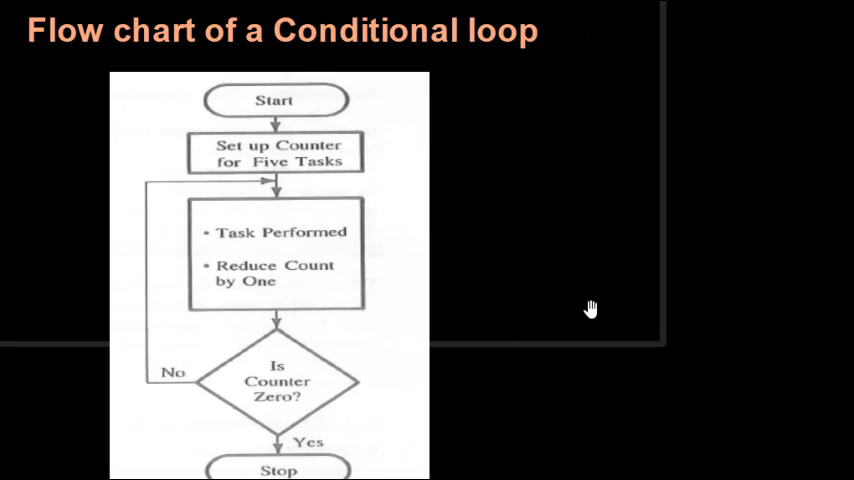 Flow chart of a Conditional loop
Start
Set up Counter
for Five Tasks
• Task Performed
• Reduce Count
by One
Is
Counter
Zero?
No
Yes
Stop